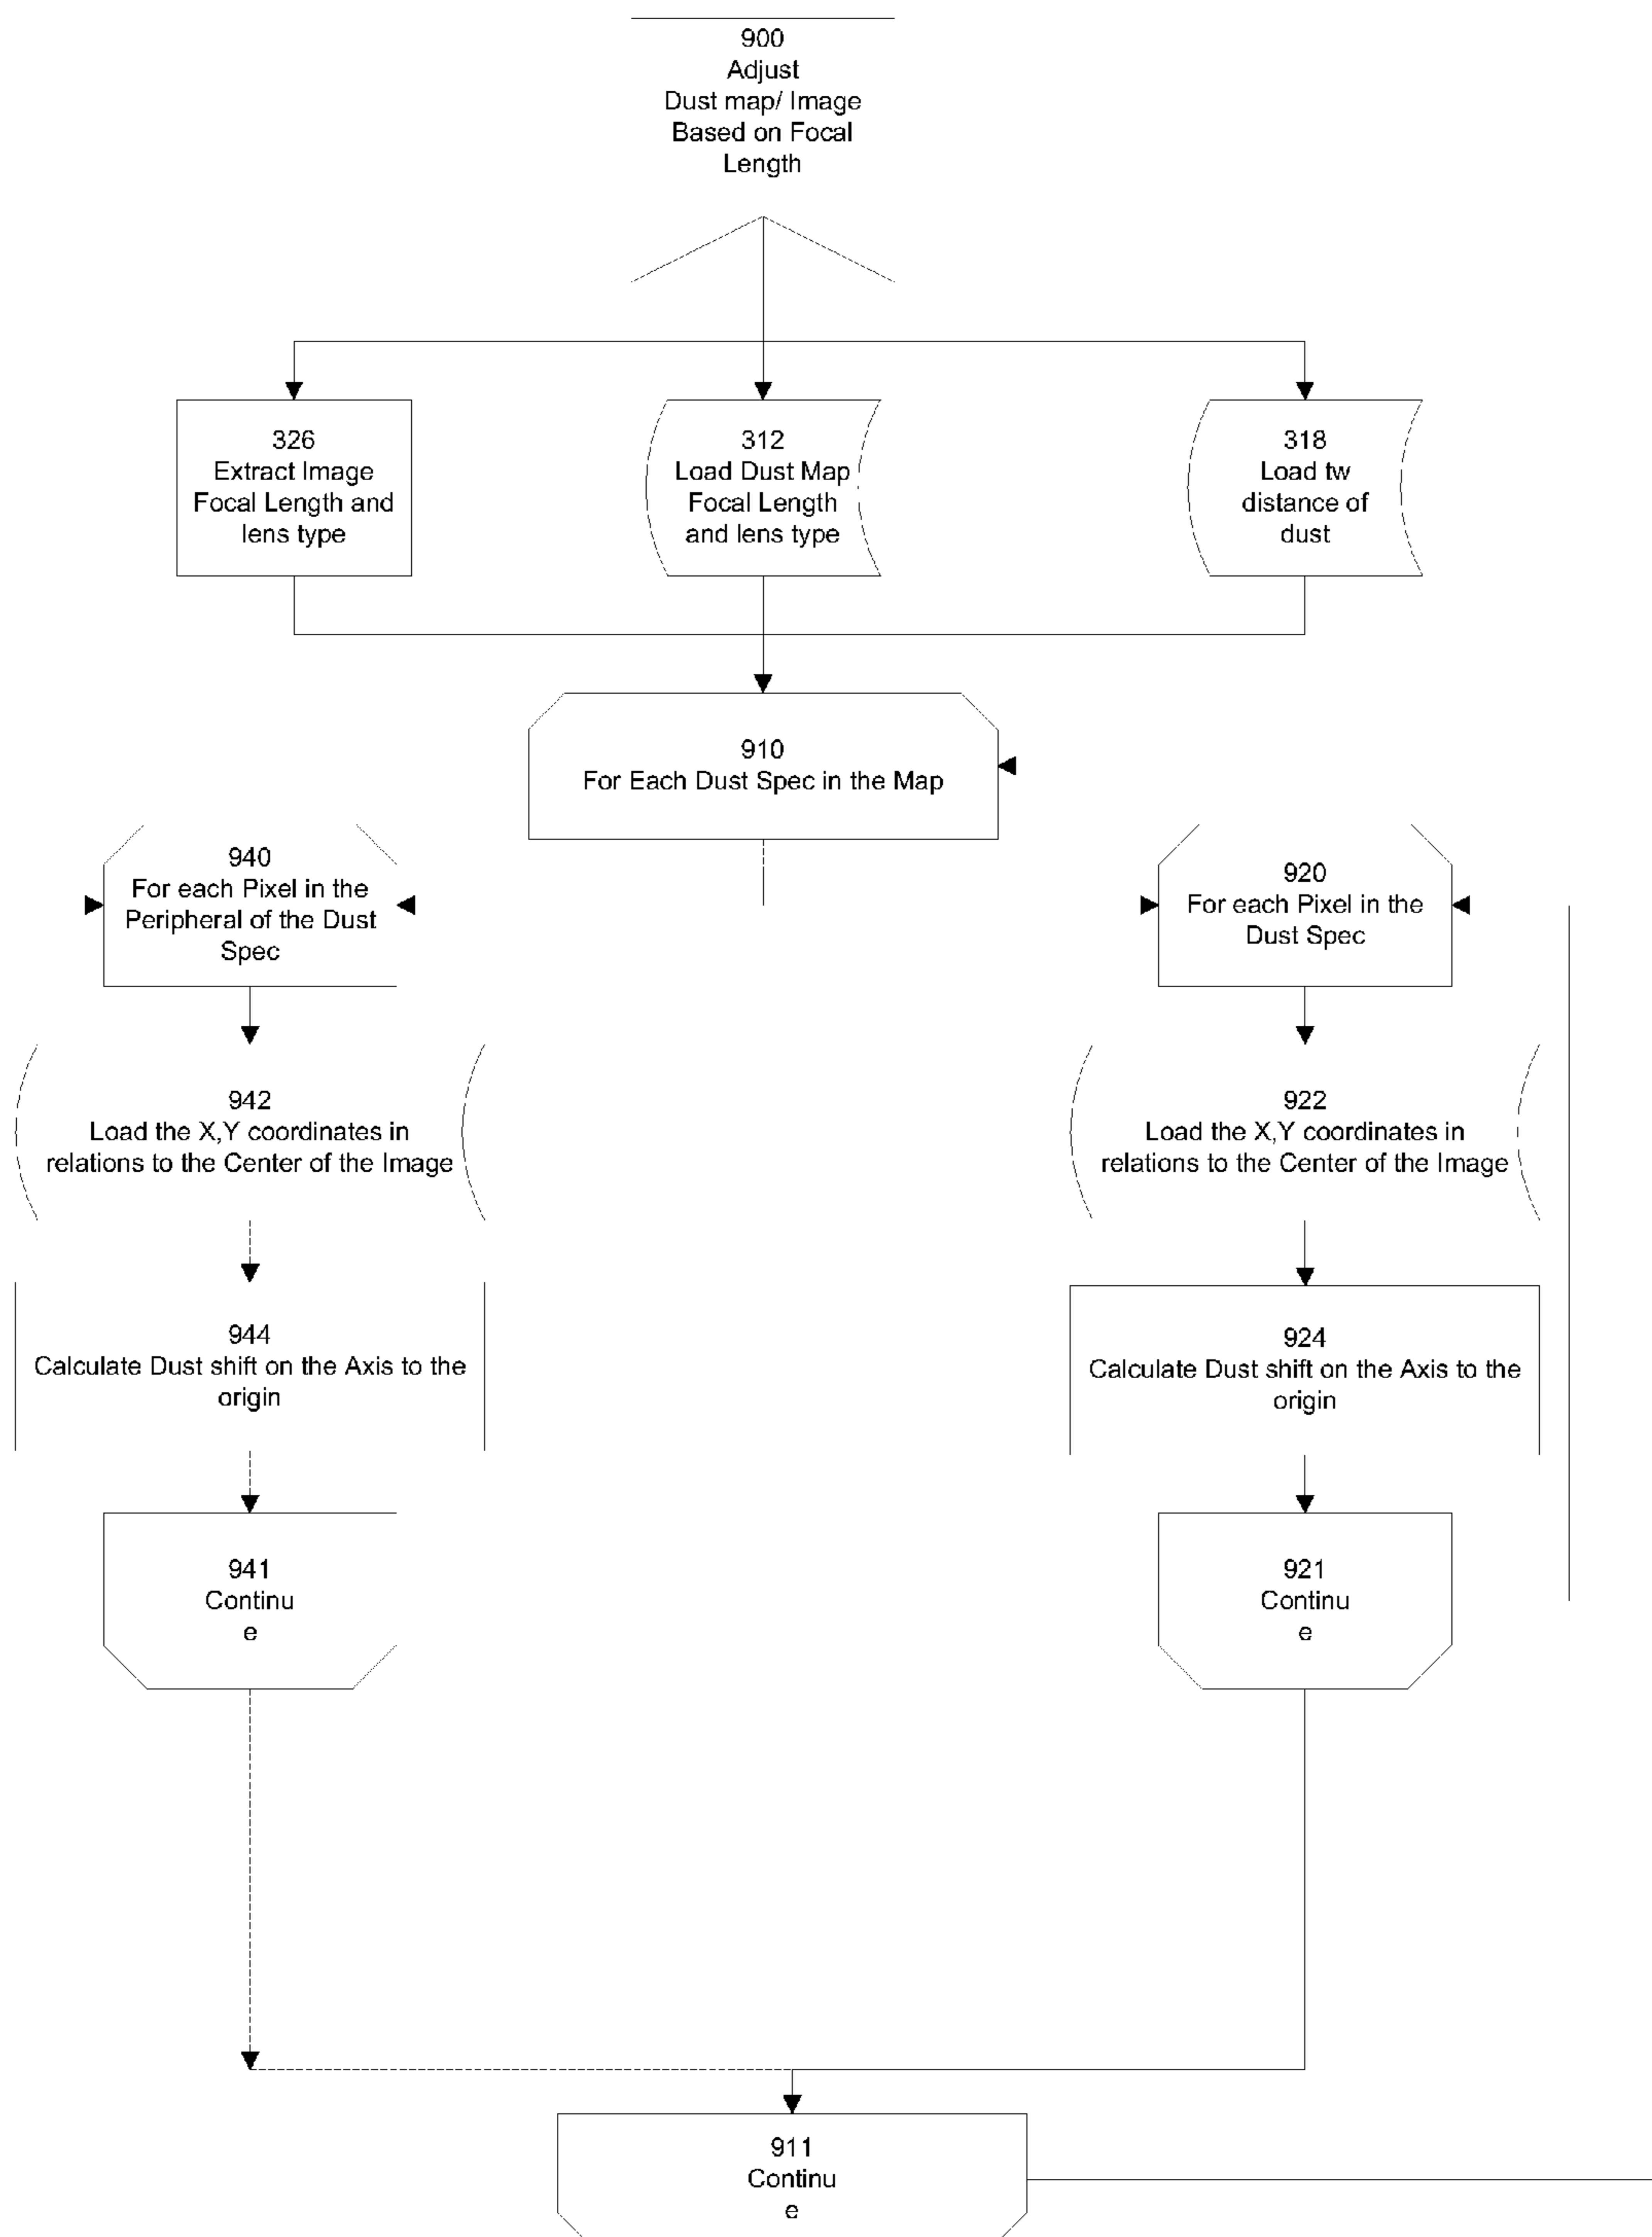 900
Adjust
Dust map/ Image
Based on Focal
Length
326
Extract Image
Focal Length and
lens type
312
Load Dust Map
Focal Length
and lens type
318
Load tw
distance of
dust
910
For Each Dust Spec in the Map
940
For each Pixel in the
Peripheral of the Dust
Spec
920
For each Pixel in the
Dust Spec
942
Load the X,Y coordinates in
relations to the Center of the Image
922
Load the X,Y coordinates in
relations to the Center of the Image
944
Calculate Dust shift on the Axis to the
origin
924
Calculate Dust shift on the Axis to the
origin
941
Continu
e
921
Continu
e
911
Continu
e